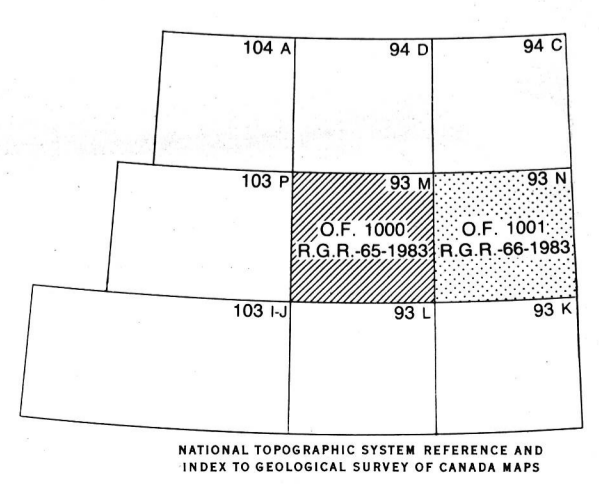 104 A
94 D
94 C
103 P
93 M
93 N
O.F. 1000
R.G.R.-65-1983
O.F. 1001
R.G.R.-66-1983
103 I-J
93 L
93 K
NATIONAL TOPOGRAPHIC SYSTEM REFERENCE AND
INDEX TO GEOLOGICAL SURVEY OF CANADA MAPS